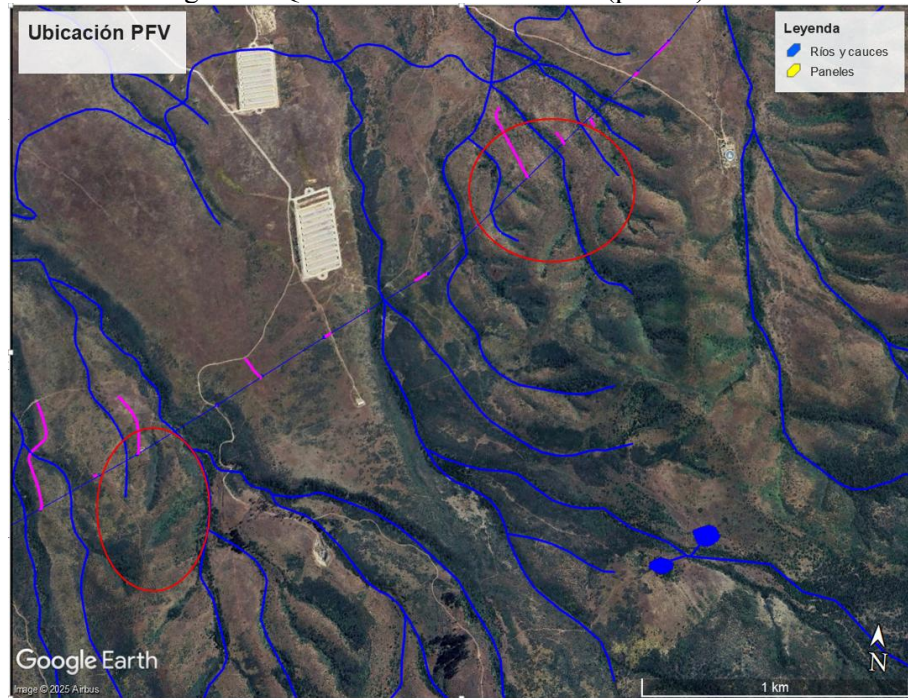 Ubicación PFV
Leyenda
Ríos y cauces
Paneles
Google Earth
Image © 2025 Airbus
1 km
N